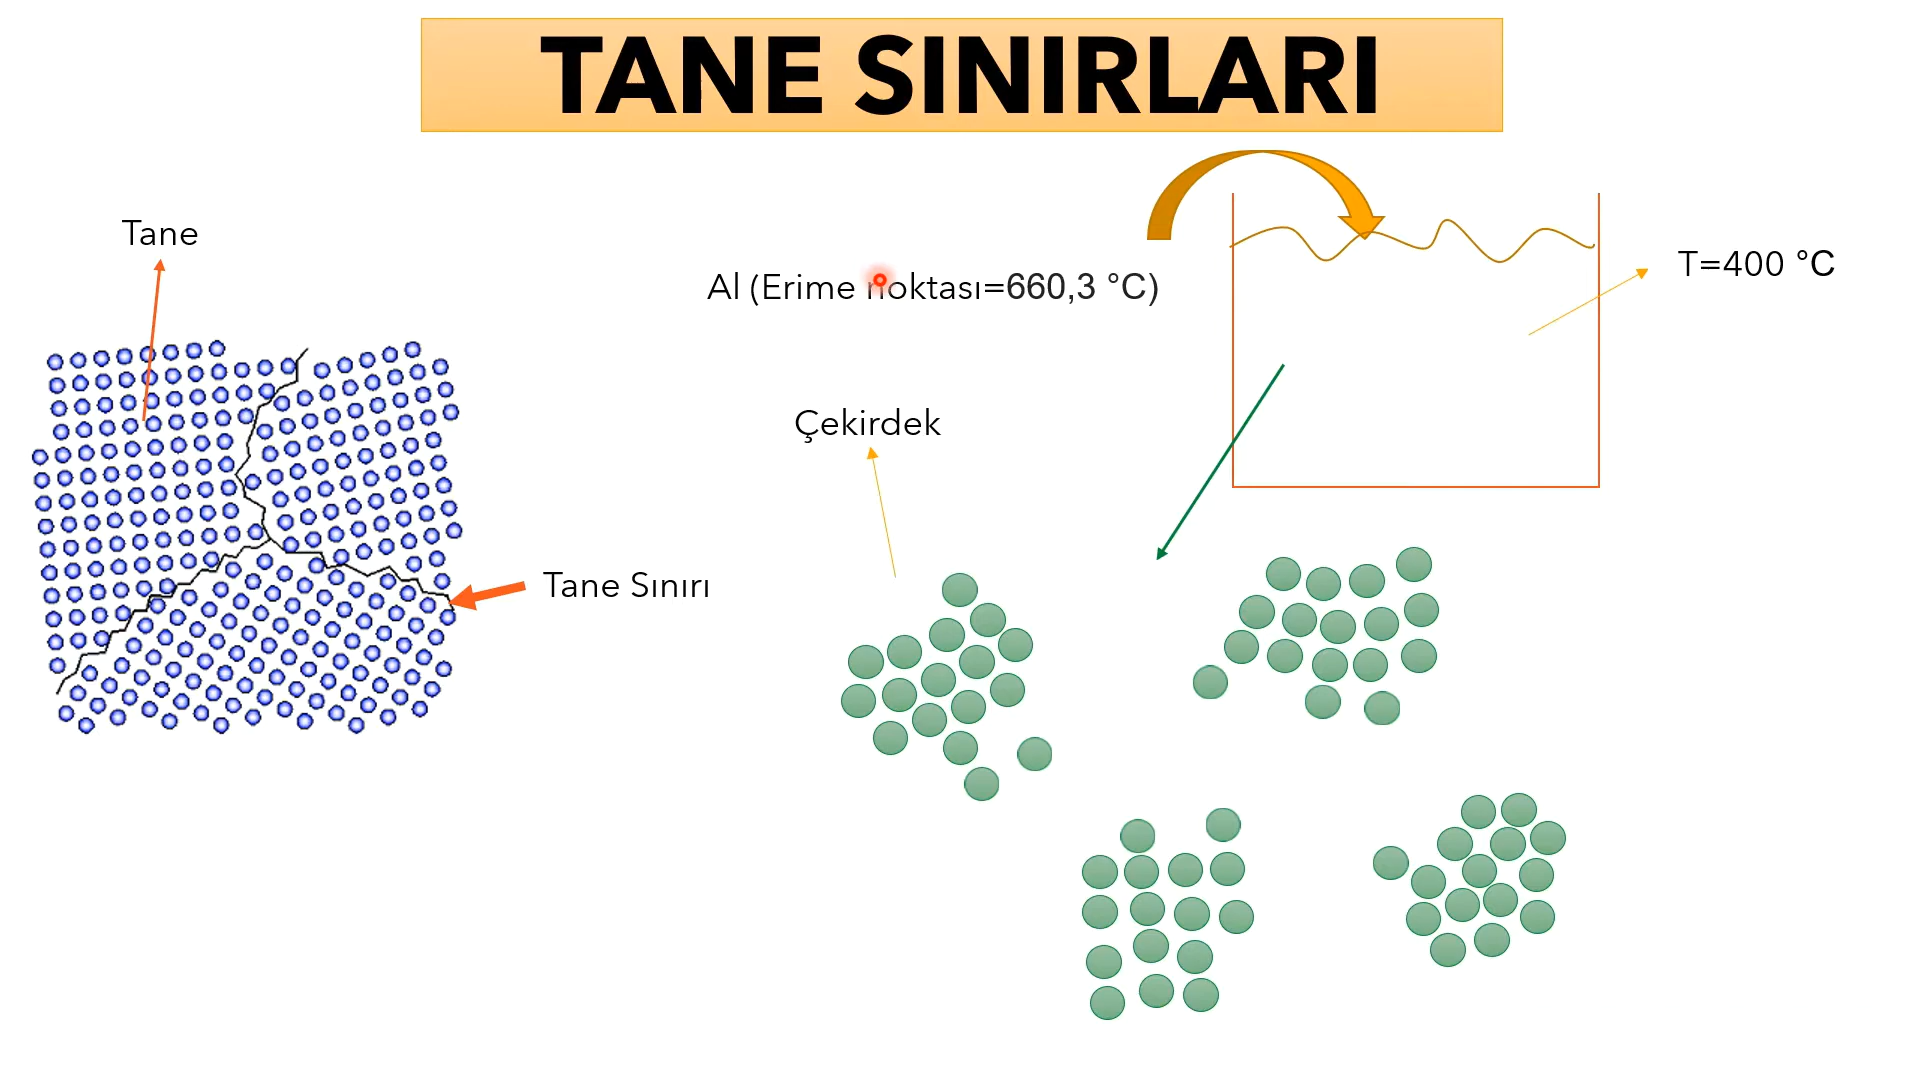 TANE SINIRLARI
Tane
Al (Erime noktası=660,3 °C)
T=400 °C
Çekirdek
Tane Sınırı